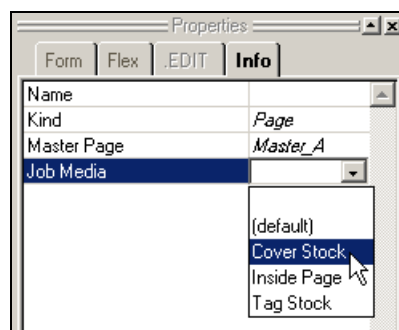 Properties
Form Flex .EDIT Info
Name
Kind Page
Master Page Master_A
Job Media
(default)
Cover Stock
Inside Page
Tag Stock